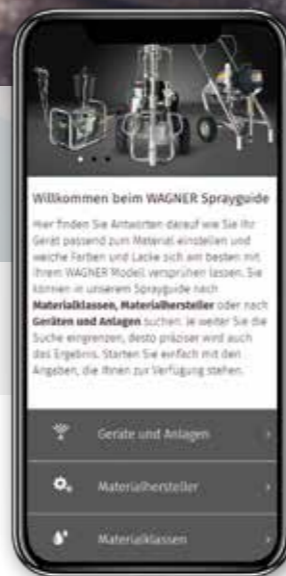 Willkommen beim WAGNER Sprayguide
Hier finden Sie Antworten darauf wie Sie Ihr
Gerät passend zum Material einstellen und
welche Farben und Lacke sich am besten mit
Ihrem WAGNER Modell versprühen lassen. Sie
können in unserem Sprayguide nach
Materialklassen, Materialhersteller oder nach
Geräten und Anlagen suchen. Je weiter Sie die
Suche eingrenzen, desto präziser wird auch
das Ergebnis. Starten Sie einfach mit den
Angaben, die Ihnen zur Verfügung stehen.
Geräte und Anlagen
Materialhersteller
Materialklassen